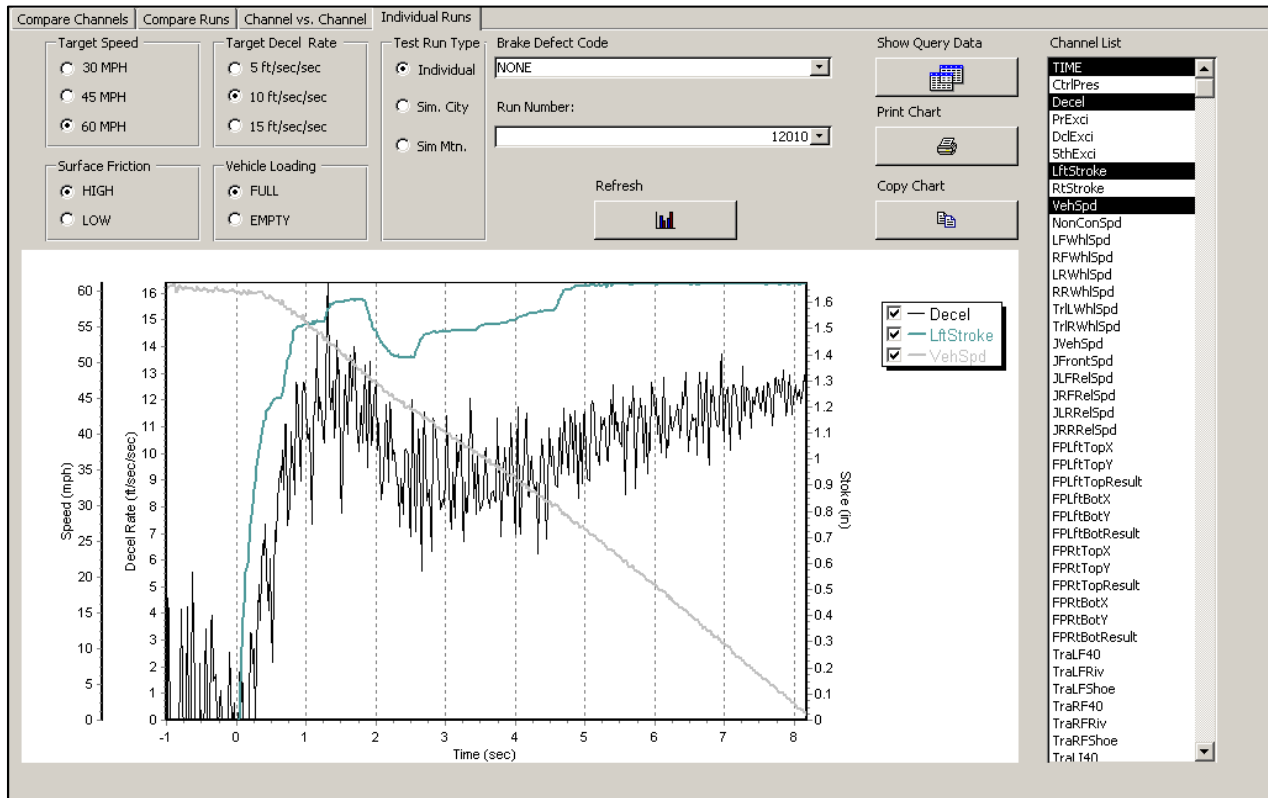 Compare Channels
Compare Runs
Channel vs. Channel
Individual Runs
Target Speed
30 MPH
45 MPH
60 MPH
Target Decel Rate
5 ft/sec/sec
10 ft/sec/sec
15 ft/sec/sec
Test Run Type
Individual
Sim. City
Sim Mtn.
Surface Friction
HIGH
LOW
Vehicle Loading
FULL
EMPTY
Brake Defect Code
NONE
Run Number:
12010
Refresh
Show Query Data
Print Chart
Copy Chart
Channel List
TIME
CtrlPres
Decel
PrExci
DclExci
5thExci
LftStroke
RtStroke
VehSpd
NonConSpd
LFWhlSpd
RFWhlSpd
LRWhlSpd
RRWhlSpd
TrlLWhlSpd
TrlRWhlSpd
JVehSpd
JFrontSpd
JLFRelSpd
JRFRelSpd
JLRRelSpd
JRRRelSpd
FPLftTopX
FPLftTopY
FPLftTopResult
FPLftBotX
FPLftBotY
FPLftBotResult
FPRtTopX
FPRtTopY
FPRtTopResult
FPRtBotX
FPRtBotY
FPRtBotResult
TraLF40
TraLFRiv
TraLFShoe
TraRF40
TraRFRiv
TraRFShoe
TraLI40
Speed (mph)
60
55
50
45
40
35
30
25
20
15
10
5
0
Decel Rate (ft/sec/sec)
16
15
14
13
12
11
10
9
8
7
6
5
4
3
2
1
0
Stoke (in)
1.6
1.5
1.4
1.3
1.2
1.1
1
0.9
0.8
0.7
0.6
0.5
0.4
0.3
0.2
0.1
0
-1
0
1
2
3
4
5
6
7
8
Time (sec)
Decel
LftStroke
VehSpd